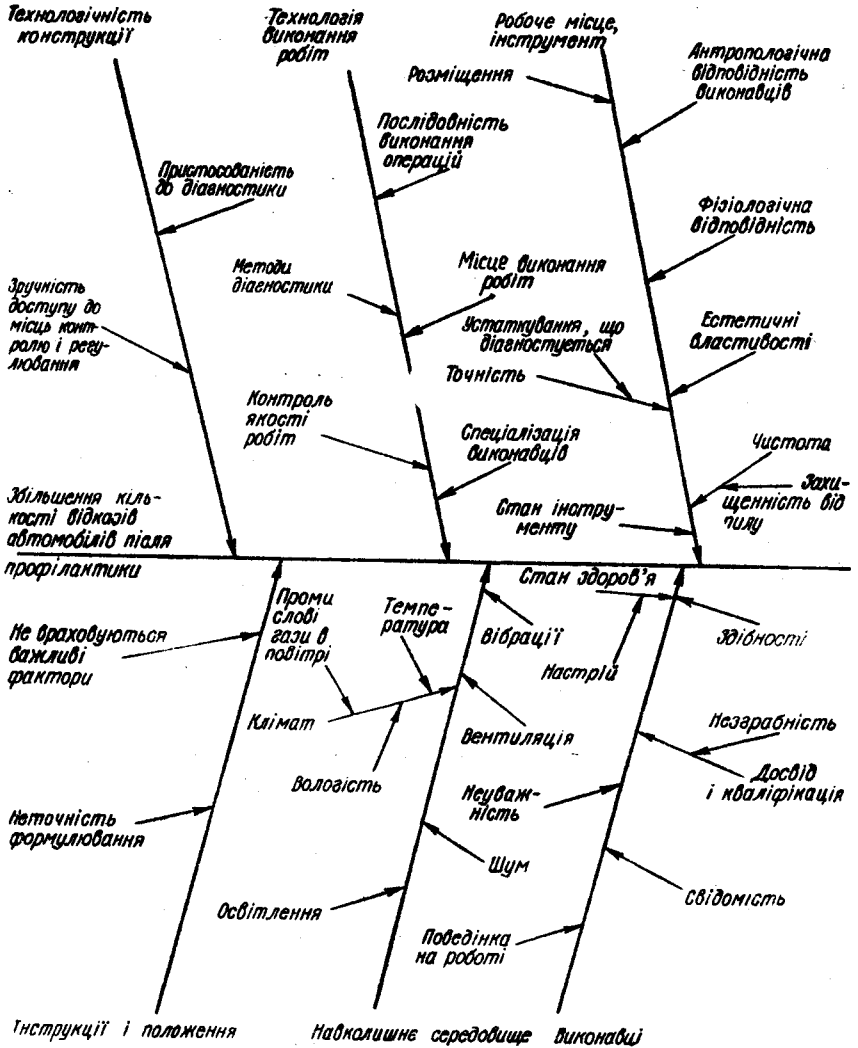 Технологічність
конструкції
Технологія
виконання
робіт
Робоче місце,
інструмент
Розміщення
Антропологічна
відповідність
виконавців
Послідовність
виконання
операцій
Пристосованість
до діагностики
Фізіологічна
відповідність
Методи
діагностики
Місце виконання
робіт
Зручність
доступу до
місць конт-
ролю і регу-
лювання
Устаткування, що
діагностується
Естетичні
властивості
Точність
Контроль
якості
робіт
Спеціалізація
виконавців
Чистота
Захи-
щенність від
пилу
Стан інстру-
менту
Збільшення кіль-
кості відказів
автомобілів після
профілактики
Стан здоров'я
Проми
слові
гази в
повітрі
Темпе-
ратура
Вібрації
Здібності
Не враховуються
важливі
фактори
Настрій
Клімат
Вентиляція
Незграбність
Вологість
Досвід
і кваліфікація
Неуваж-
ність
Неточність
формулювання
Шум
Свідомість
Освітлення
Поведінка
на роботі
Інструкції і положення
Навколишнє середовище
Виконавці